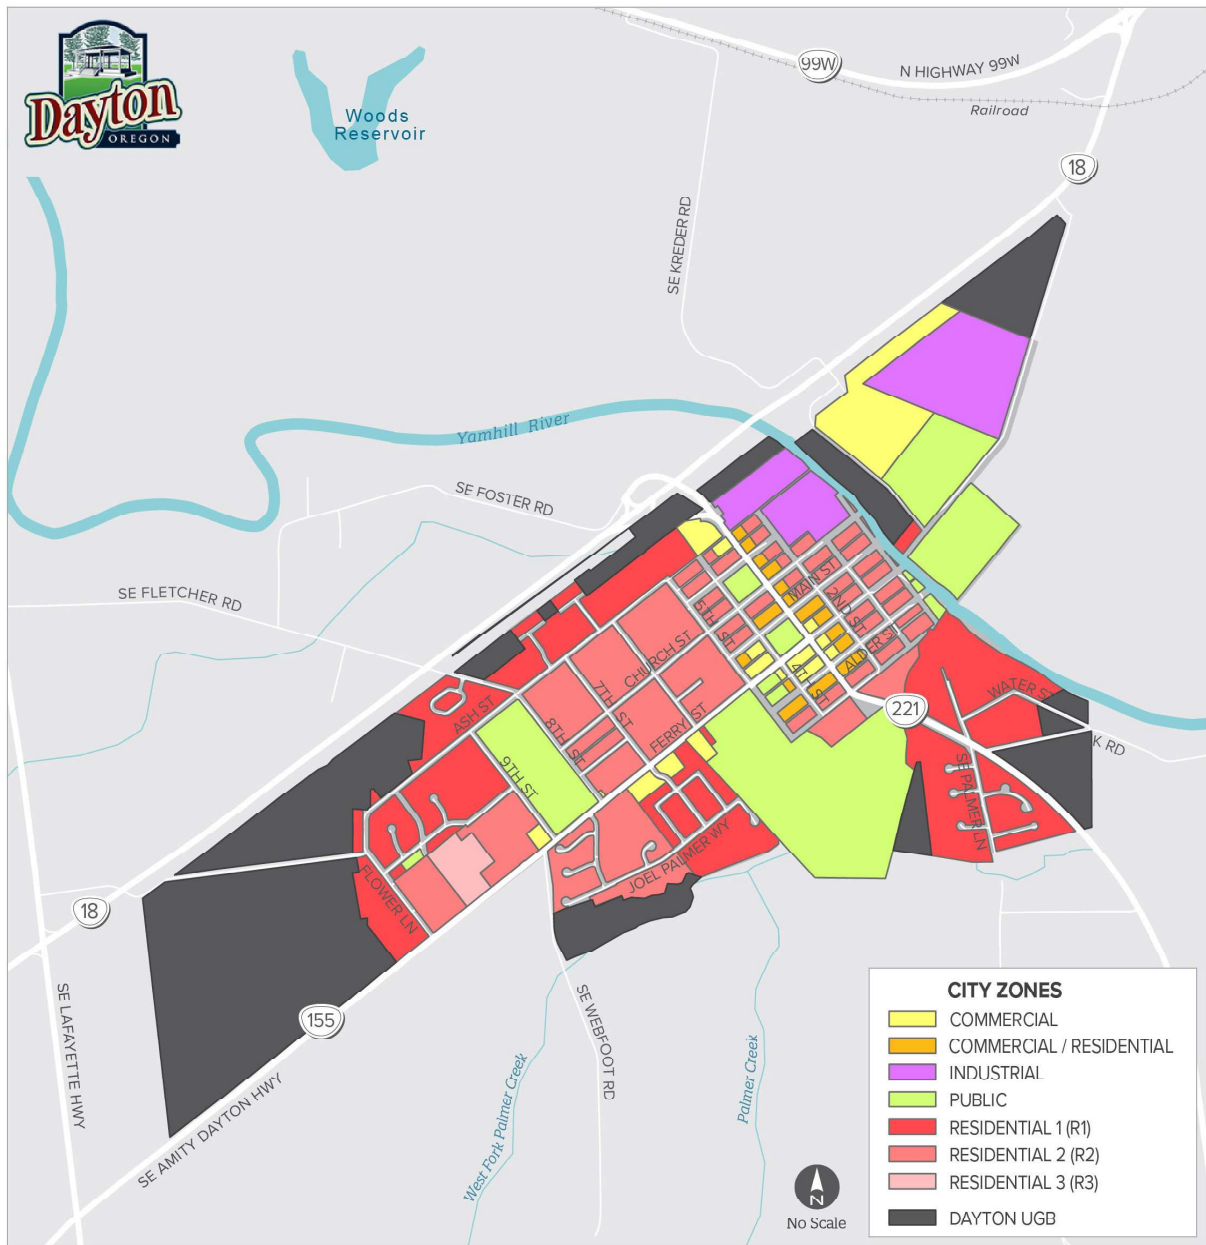 Dayton
OREGON
Woods
Reservoir
99W
N HIGHWAY 99W
Railroad
18
SE KREDER RD
Yamhill River
SE FOSTER RD
SE FLETCHER RD
MAIN ST
2ND ST
5TH ST
CHURCH ST
4TH ST
ALDER S
7TH ST
ASH ST
8TH ST
FERRY ST
221
WATER ST
K RD
9TH ST
SE PALMER LN
JOEL PALMER WY
FLOWER LN
18
155
SE LAFAYETTE HWY
SE AMITY DAYTON HWY
SE WEBFOOT RD
West Fork Palmer Creek
Palmer Creek
N
No Scale
CITY ZONES
COMMERCIAL
COMMERCIAL / RESIDENTIAL
INDUSTRIAL
PUBLIC
RESIDENTIAL 1 (R1)
RESIDENTIAL 2 (R2)
RESIDENTIAL 3 (R3)
DAYTON UGB